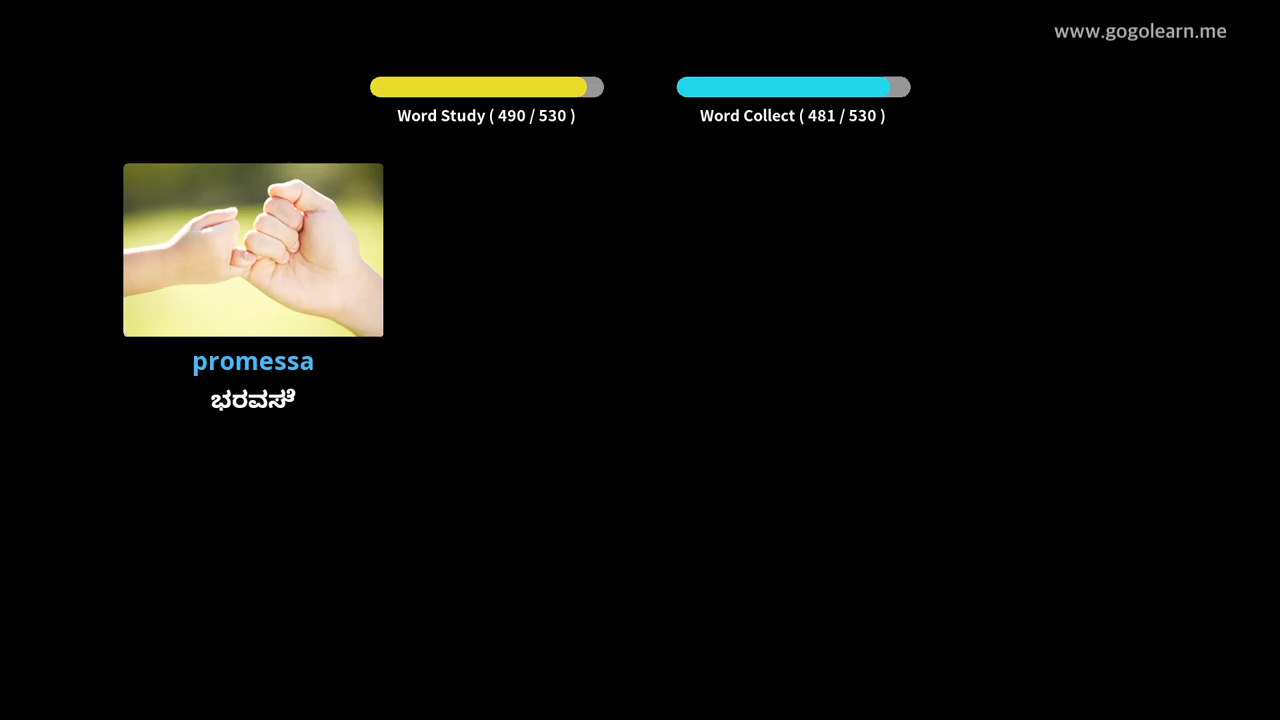 www.gogolearn.me
Word Study ( 490 / 530 )
Word Collect ( 481 / 530 )
promessa
ಭರವಸೆ